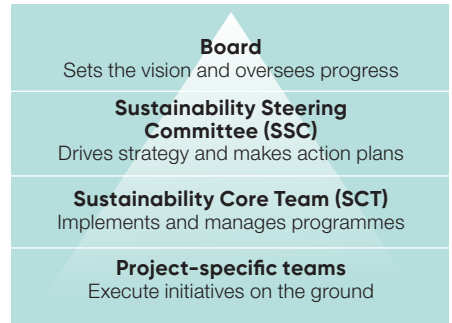 Board
Sets the vision and oversees progress
Sustainability Steering
Committee (SSC)
Drives strategy and makes action plans
Sustainability Core Team (SCT)
Implements and manages programmes
Project-specific teams
Execute initiatives on the ground